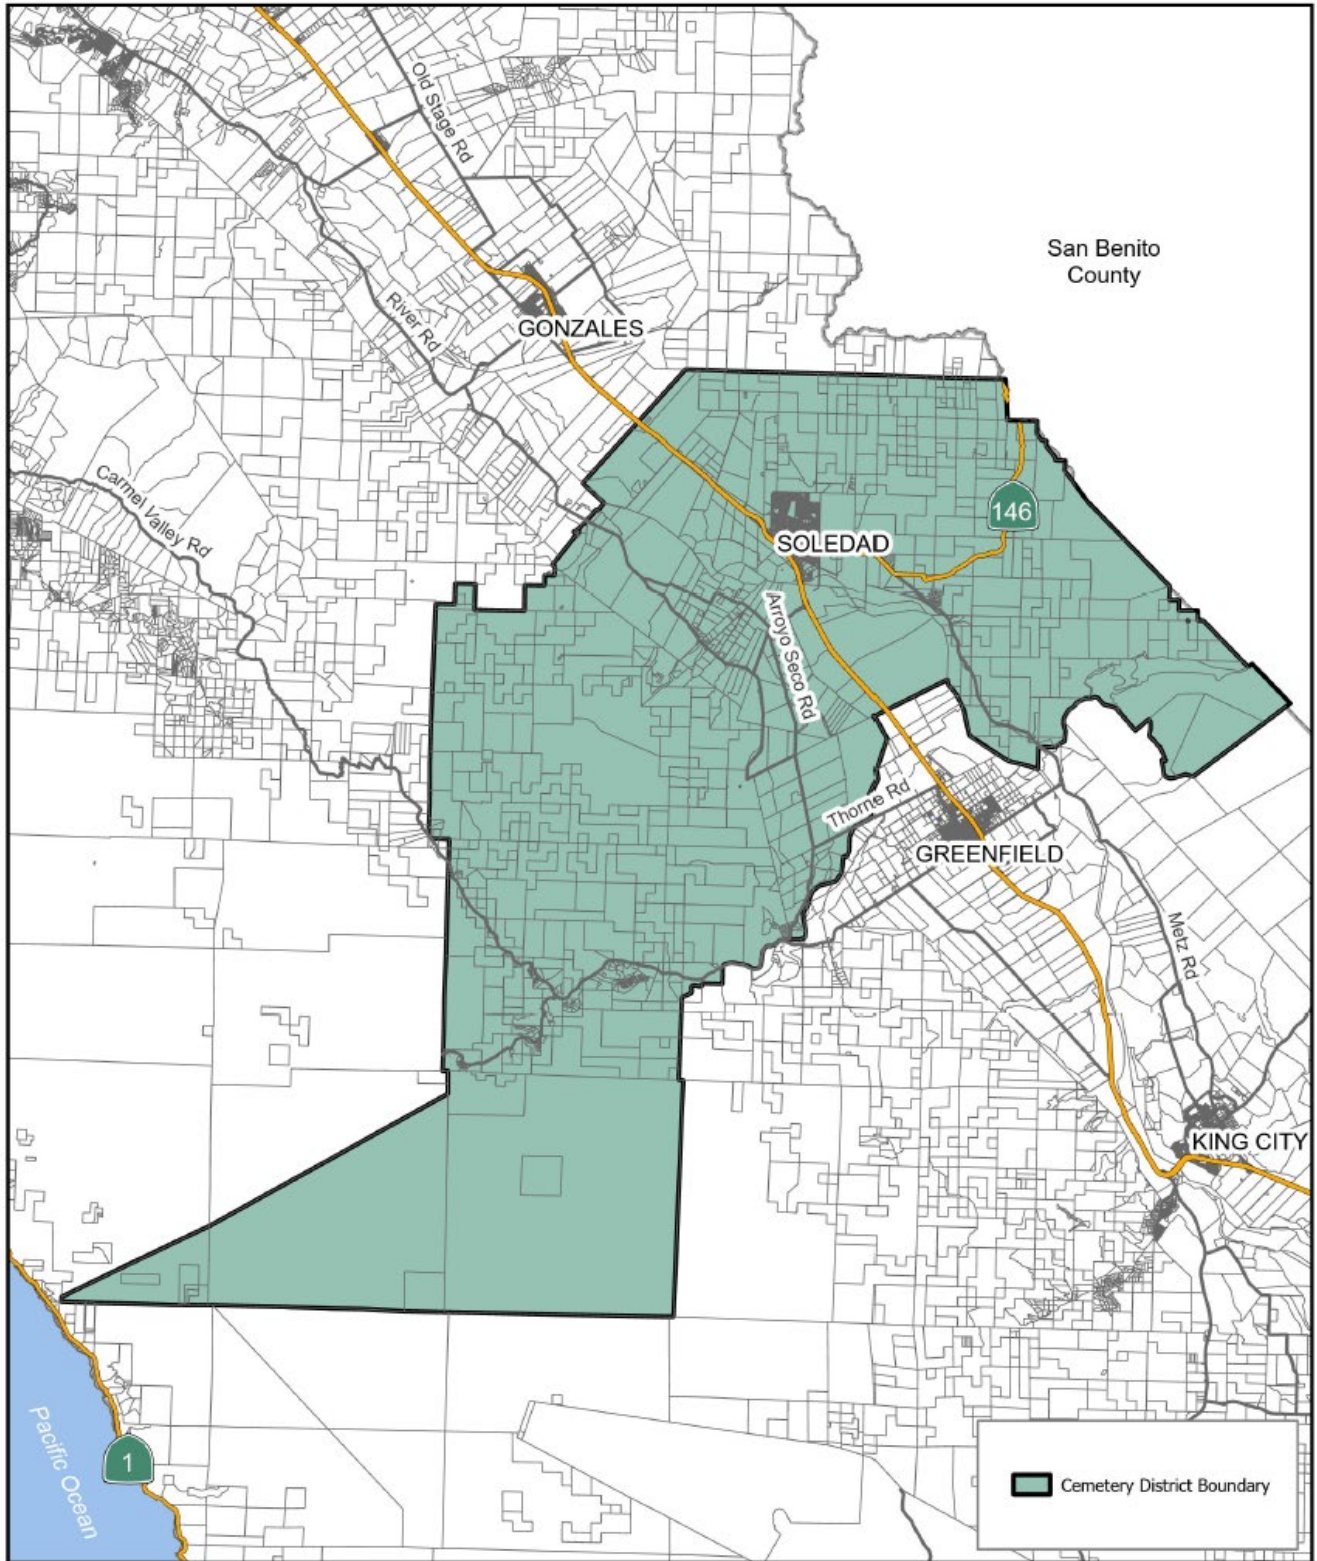 Old Stage Rd
San Benito
County
River Rd
GONZALES
Carmel Valley Rd
146
SOLEDAD
Arroyo Seco Rd
Thorne Rd
GREENFIELD
Metz Rd
KING CITY
Pacific Ocean
1
Cemetery District Boundary